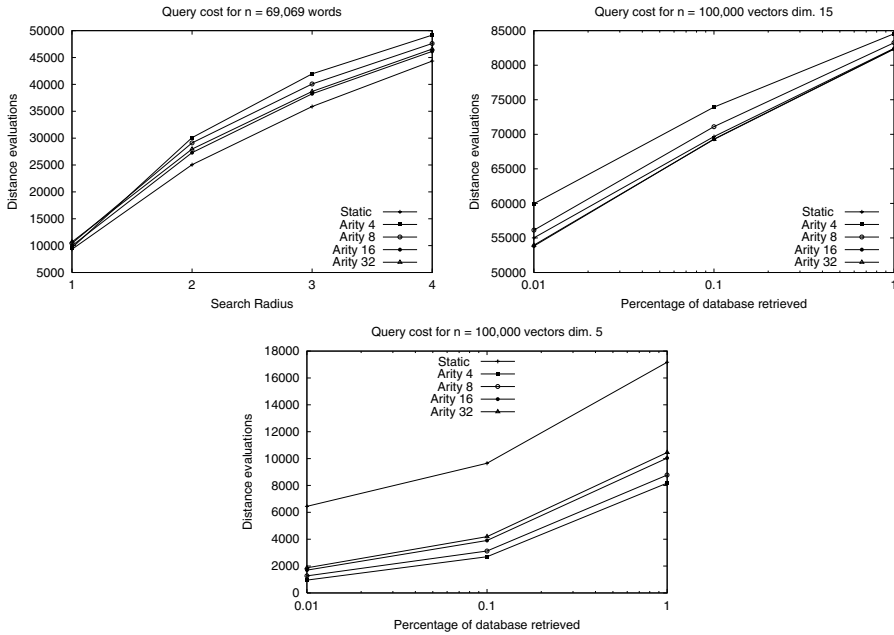 Query cost for n = 69,069 words
50000
45000
40000
35000
30000
25000
20000
15000
10000
5000
Distance evaluations
Static
Arity 4
Arity 8
Arity 16
Arity 32
1
2
3
4
Search Radius
Query cost for n = 100,000 vectors dim. 15
85000
80000
75000
70000
65000
60000
55000
50000
Distance evaluations
Static
Arity 4
Arity 8
Arity 16
Arity 32
0.01
0.1
1
Percentage of database retrieved
Query cost for n = 100,000 vectors dim. 5
18000
16000
14000
12000
10000
8000
6000
4000
2000
0
Distance evaluations
Static
Arity 4
Arity 8
Arity 16
Arity 32
0.01
0.1
1
Percentage of database retrieved